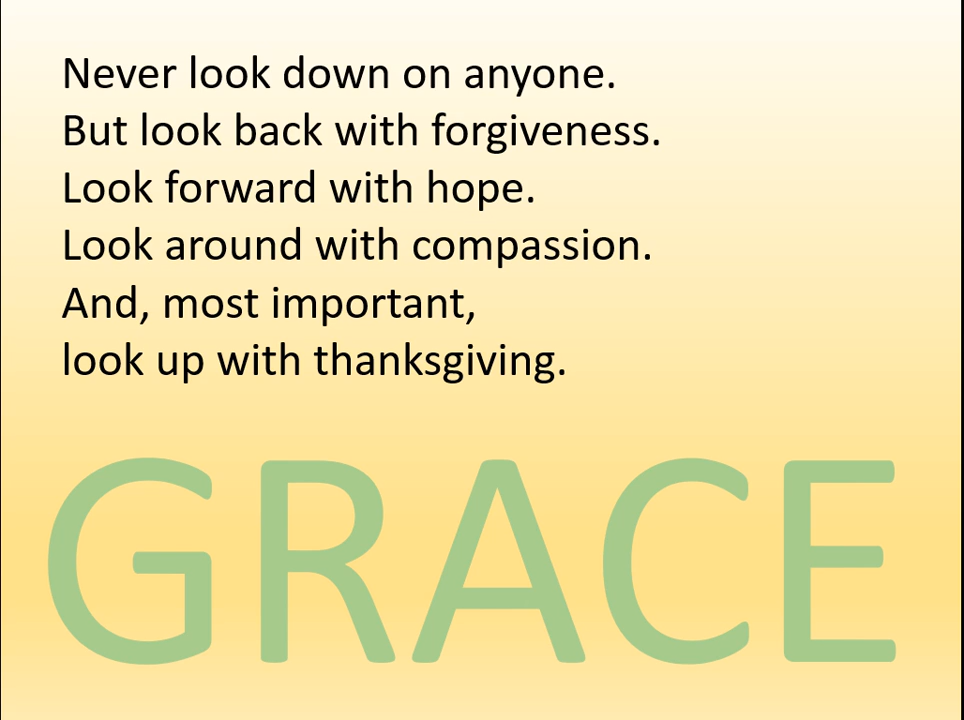 Never look down on anyone.
But look back with forgiveness.
Look forward with hope.
Look around with compassion.
And, most important,
look up with thanksgiving.
GRACE